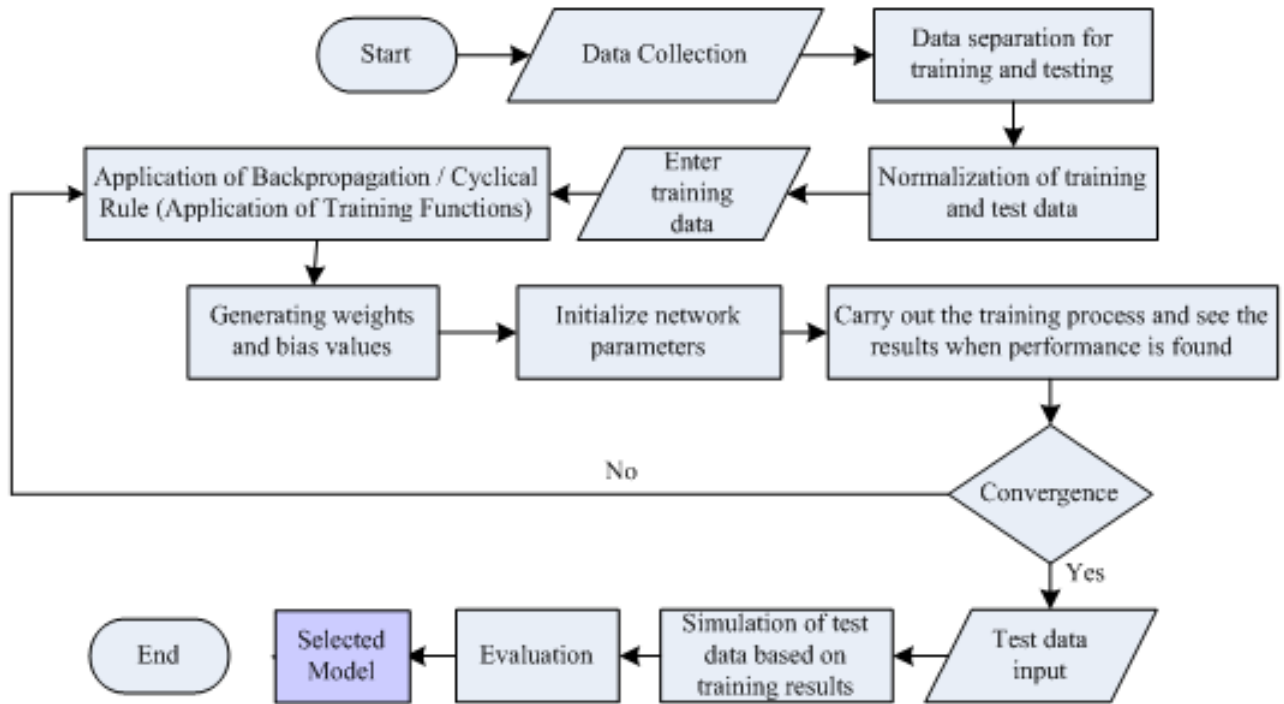 Start
Data Collection
Data separation for
training and testing
Application of Backpropagation / Cyclical
Rule (Application of Training Functions)
Enter
training
data
Normalization of training
and test data
Generating weights
and bias values
Initialize network
parameters
Carry out the training process and see the
results when performance is found
No
Convergence
Yes
End
Selected
Model
Evaluation
Simulation of test
data based on
training results
Test data
input